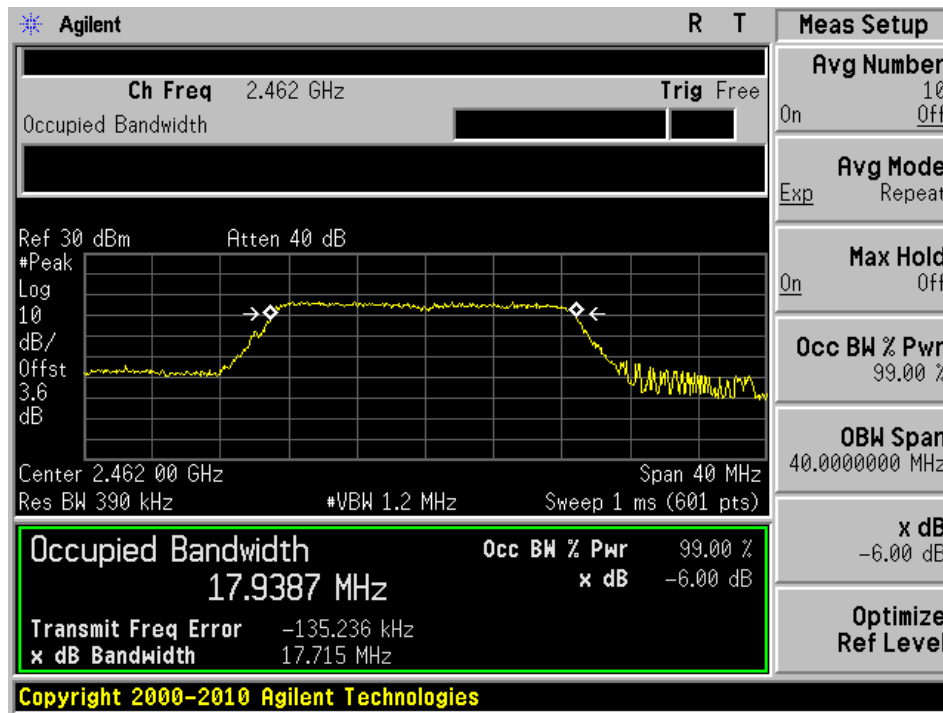 Agilent R T
Ch Freq 2.462 GHz Trig Free
Occupied Bandwidth
Ref 30 dBm Atten 40 dB
#Peak
Log
10
dB/
Offst
3.6
dB
Center 2.462 00 GHz Span 40 MHz
Res BW 390 kHz #VBW 1.2 MHz Sweep 1 ms (601 pts)
Occupied Bandwidth Occ BW % Pwr 99.00 %
17.9387 MHz x dB -6.00 dB
Transmit Freq Error -135.236 kHz
x dB Bandwidth 17.715 MHz
Copyright 2000-2010 Agilent Technologies
Meas Setup
Avg Number
10
On Off
Avg Mode
Exp Repeat
Max Hold
On Off
Occ BW % Pwr
99.00 %
OBW Span
40.0000000 MHz
x dB
-6.00 dB
Optimize
Ref Level